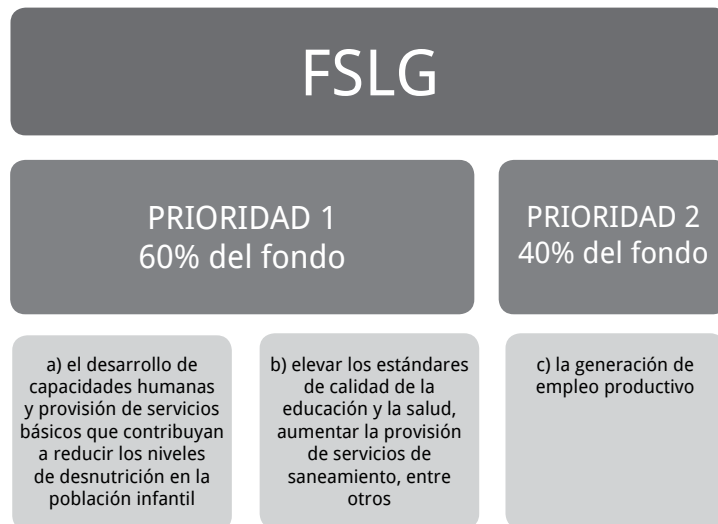 FSLG
PRIORIDAD 1
60% del fondo
PRIORIDAD 2
40% del fondo
a) el desarrollo de
capacidades humanas
y provisión de servicios
básicos que contribuyan
a reducir los niveles
de desnutrición en la
población infantil
b) elevar los estándares
de calidad de la
educación y la salud,
aumentar la provisión
de servicios de
saneamiento, entre
otros
c) la generación de
empleo productivo